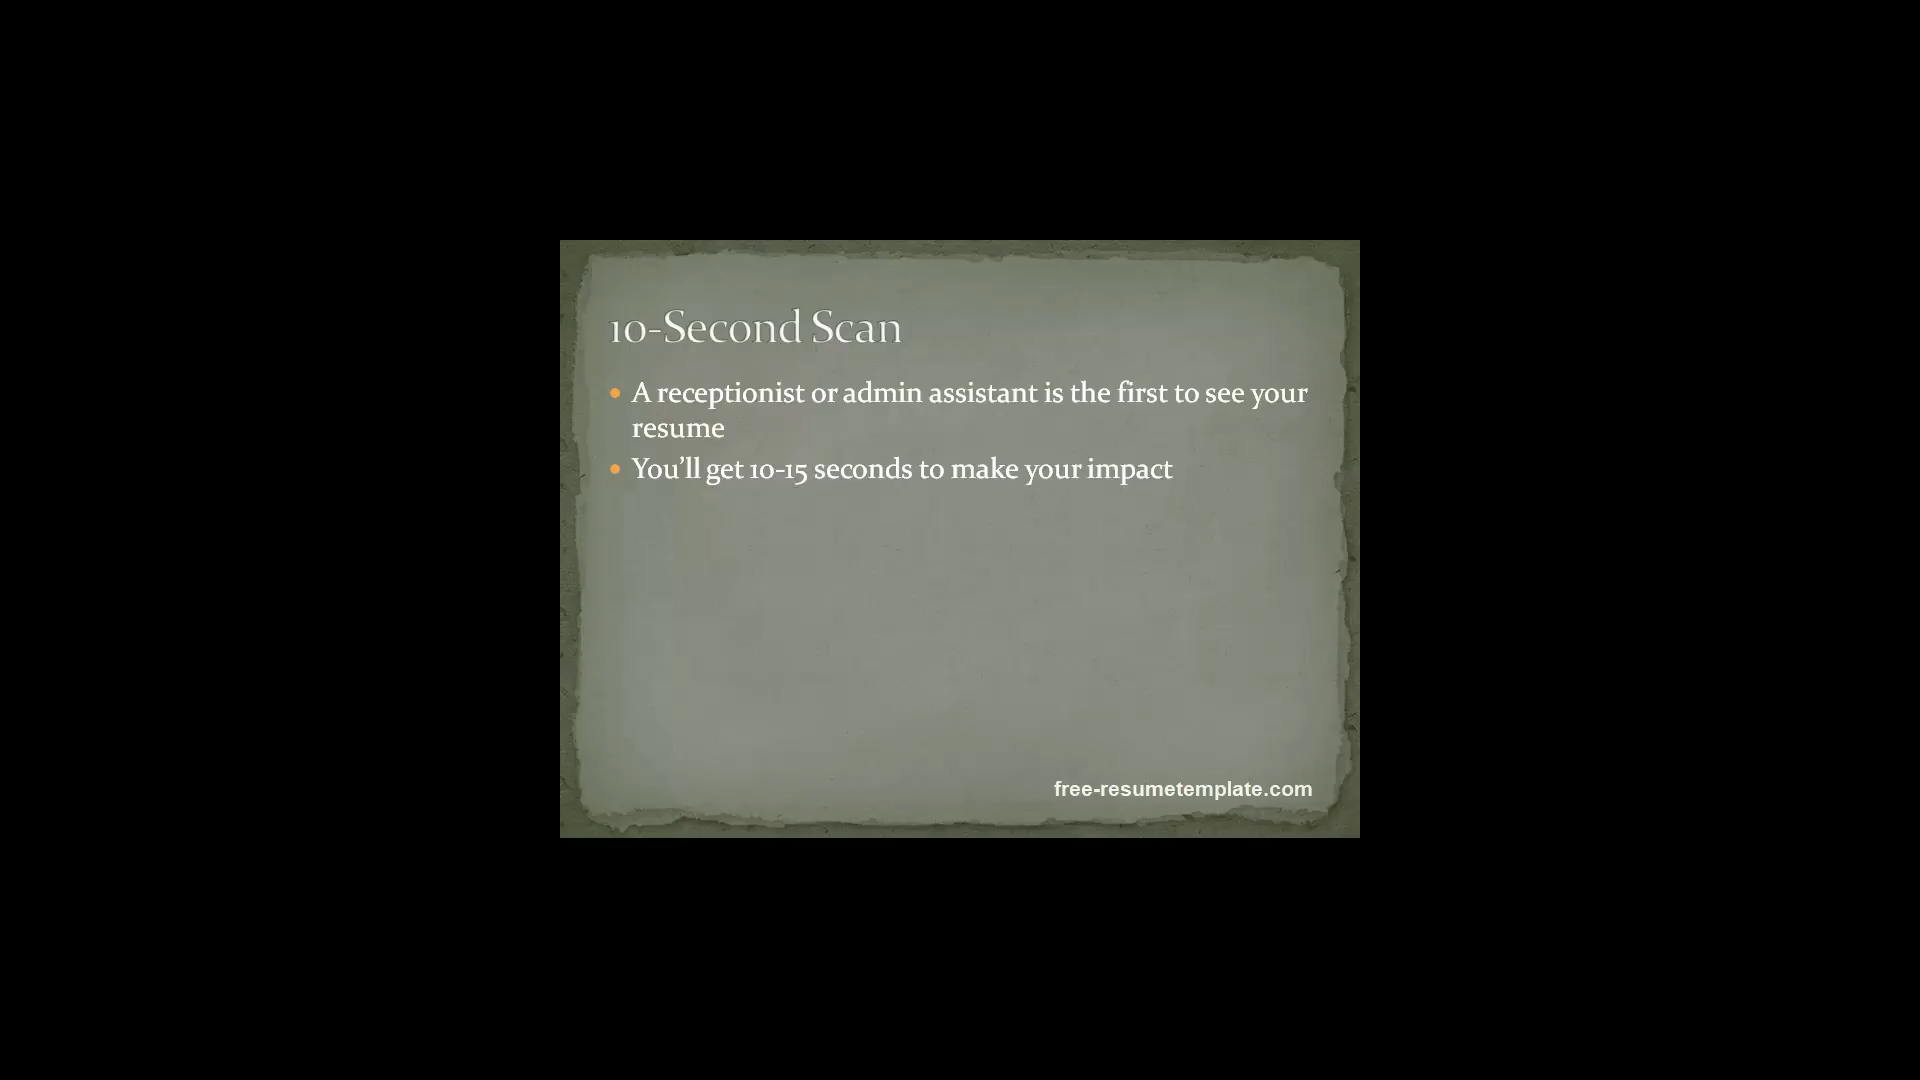 10-Second Scan
• A receptionist or admin assistant is the first to see your
resume
• You’ll get 10-15 seconds to make your impact
free-resumetemplate.com